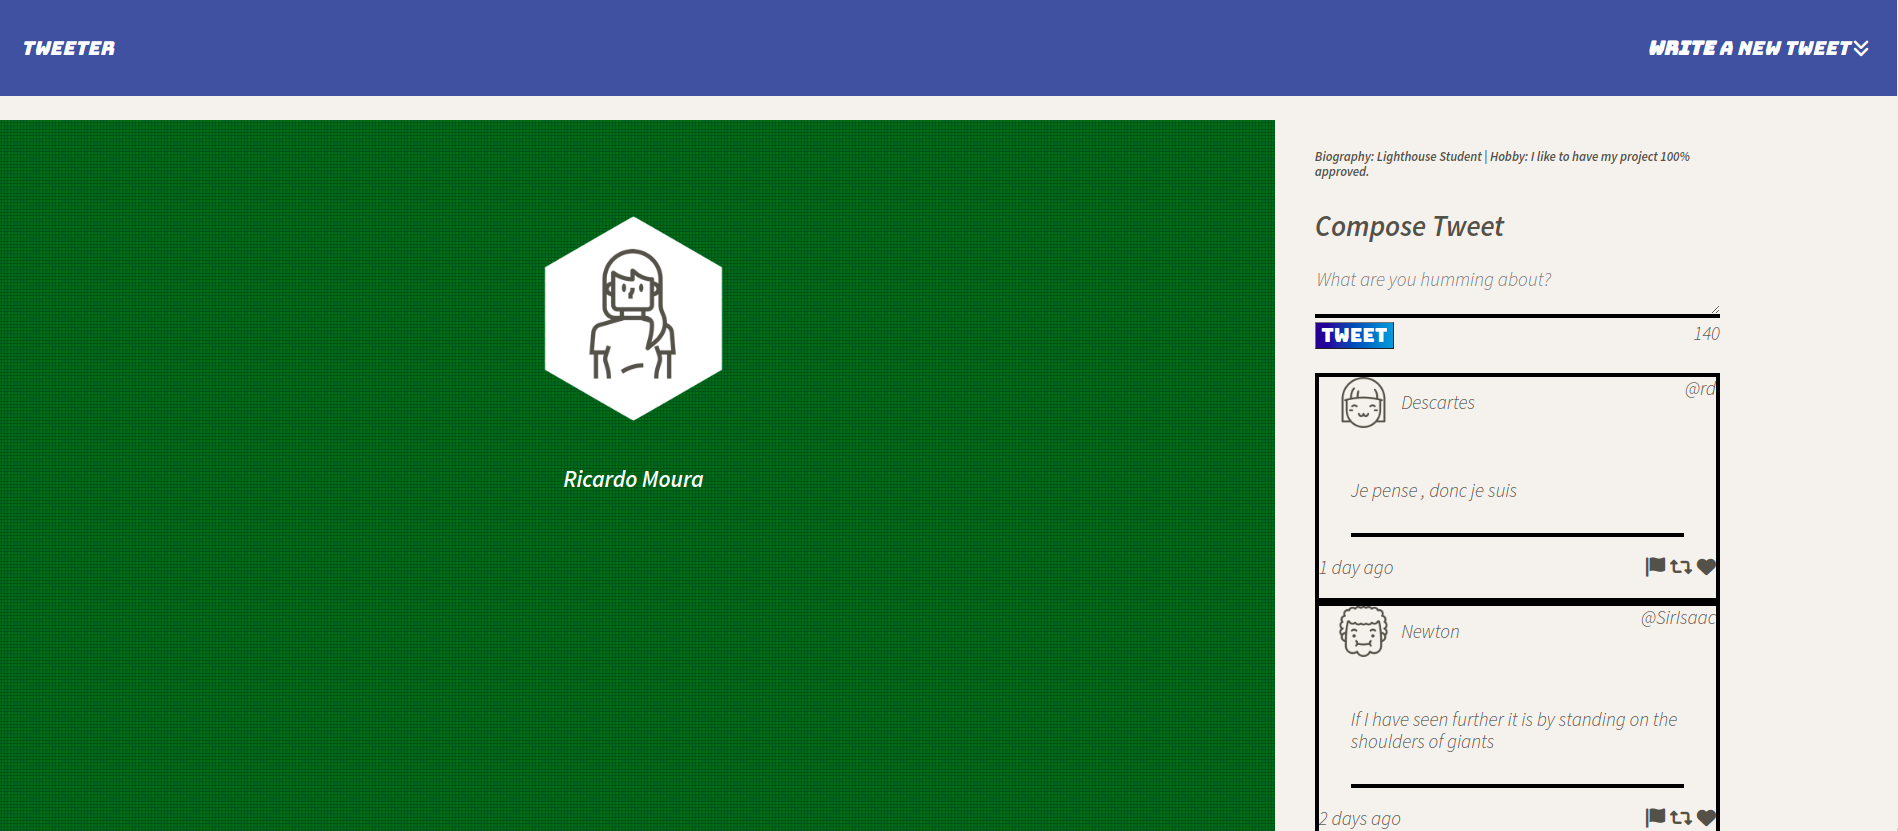 TWEETER
WRITE A NEW TWEET
Ricardo Moura
Biography: Lighthouse Student | Hobby: I like to have my project 100%
approved.
Compose Tweet
What are you humming about?
TWEET
140
Descartes
@rd
Je pense , donc je suis
1 day ago
Newton
@SirIsaac
If I have seen further it is by standing on the
shoulders of giants
2 days ago